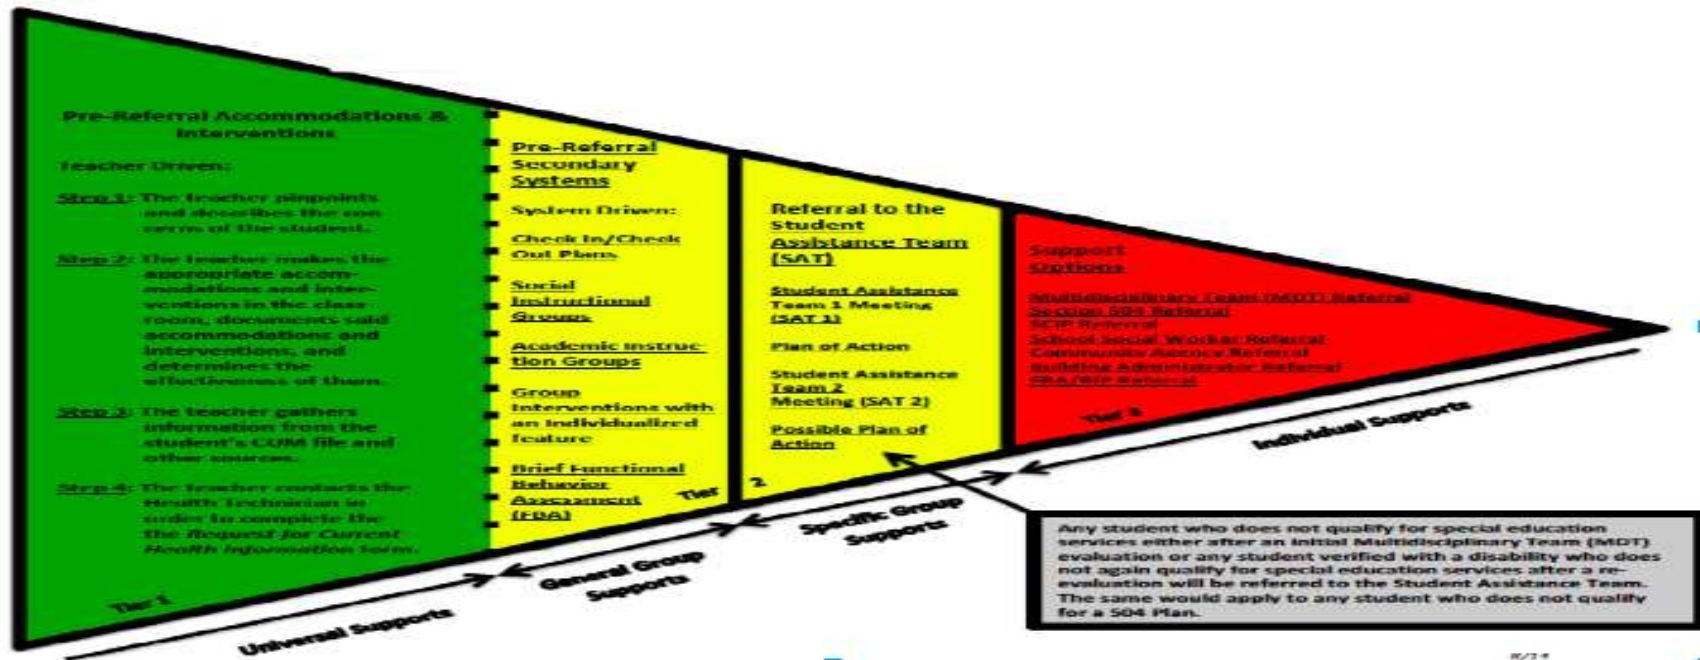 Pre-Referral Accommodations &
Interventions
Teacher Driven:
Step 1: The teacher pinpoints
and describes the con
cerns of the student.
Step 2: The teacher makes the
appropriate accom-
modations and inter-
ventions in the class
room, documents said
accommodations and
interventions, and
determines the
effectiveness of them.
Step 3: The teacher gathers
information from the
student's CUM file and
other sources.
Step 4: The teacher contacts the
Health Technician in
order to complete the
the Request for Current
Health Information form.
Tier 1
Pre-Referral
Secondary
Systems
System Driven:
Check In/Check
Out Plans
Social
Instructional
Groups
Academic Instruc-
tion Groups
Group
Interventions with
an Individualized
feature
Brief Functional
Behavior
Assessment
(FBA)
Tier 2
Referral to the
Student
Assistance Team
(SAT)
Student Assistance
Team 1 Meeting
(SAT 1)
Plan of Action
Student Assistance
Team 2
Meeting (SAT 2)
Possible Plan of
Action
Support
Options
Multidisciplinary Team (MDT) Referral
Section 504 Referral
SCIP Referral
School Social Worker Referral
Community Agency Referral
Building Administrator Referral
FBA/BIP Referral
Tier 3
Universal Supports
General Group
Supports
Specific Group
Supports
Individual Supports
Any student who does not qualify for special education
services either after an initial Multidisciplinary Team (MDT)
evaluation or any student verified with a disability who does
not again qualify for special education services after a re-
evaluation will be referred to the Student Assistance Team.
The same would apply to any student who does not qualify
for a 504 Plan.
8/14